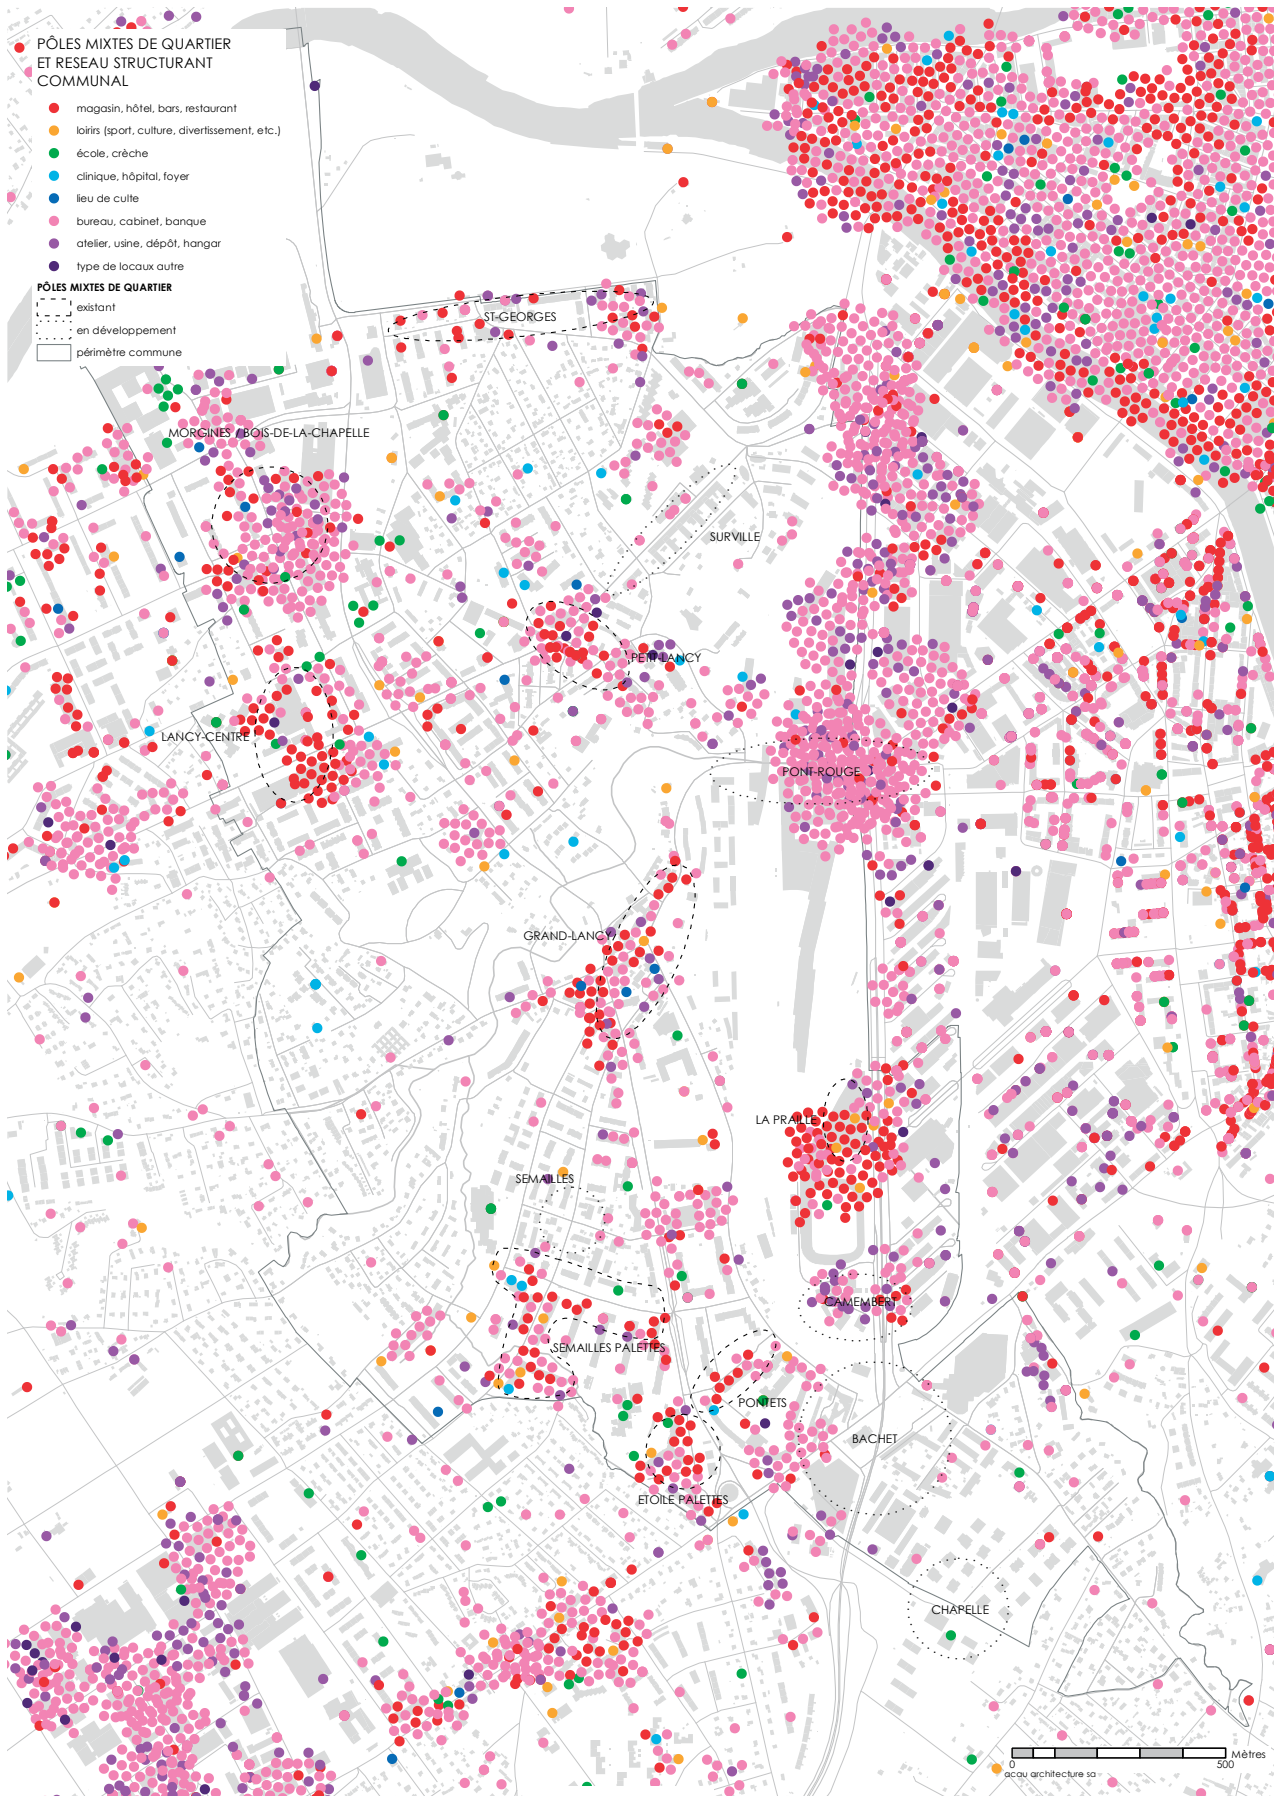 PÔLES MIXTES DE QUARTIER
ET RESEAU STRUCTURANT
COMMUNAL
magasin, hôtel, bars, restaurant
loirirs (sport, culture, divertissement, etc.)
école, crèche
clinique, hôpital, foyer
lieu de culte
bureau, cabinet, banque
atelier, usine, dépôt, hangar
type de locaux autre
PÔLES MIXTES DE QUARTIER
existant
en développement
périmètre commune
ST-GEORGES
MORGINES / BOIS-DE-LA-CHAPELLE
SURVILLE
PETIT-LANCY
LANCY-CENTRE
PONT-ROUGE
GRAND-LANCY
LA PRAILLE
SEMAILLES
CAMEMBERT
SEMAILLES PALETTES
PONTETS
BACHET
ETOILE PALETTES
CHAPELLE
0 500 Mètres
acau architecture sa